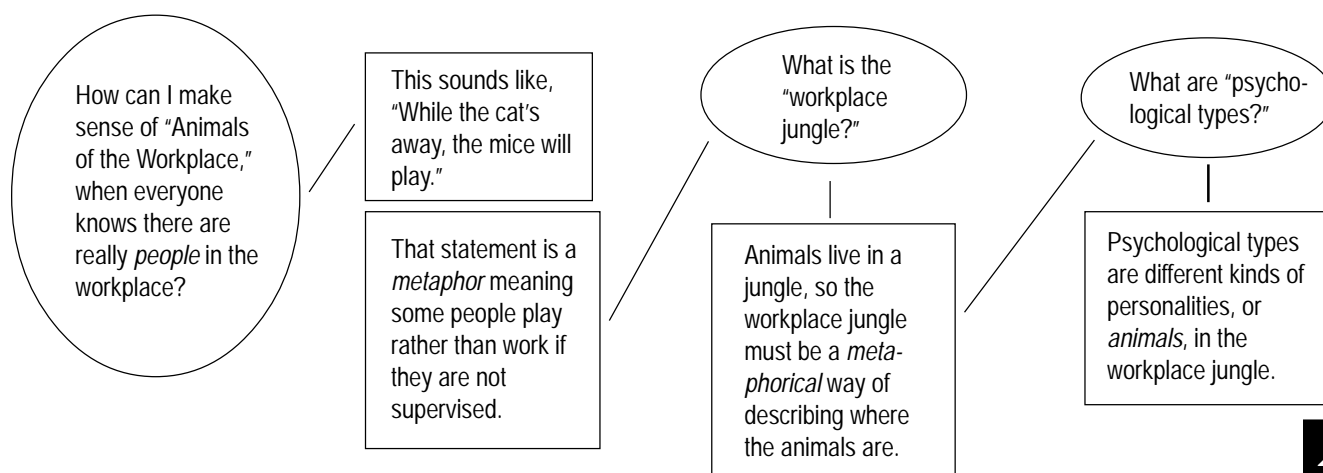 How can I make
sense of “Animals
of the Workplace,”
when everyone
knows there are
really people in the
workplace?
This sounds like,
“While the cat’s
away, the mice will
play.”
That statement is a
metaphor meaning
some people play
rather than work if
they are not
supervised.
What is the
“workplace
jungle?”
Animals live in a
jungle, so the
workplace jungle
must be a meta-
phorical way of
describing where
the animals are.
What are “psycho-
logical types?”
Psychological types
are different kinds of
personalities, or
animals, in the
workplace jungle.